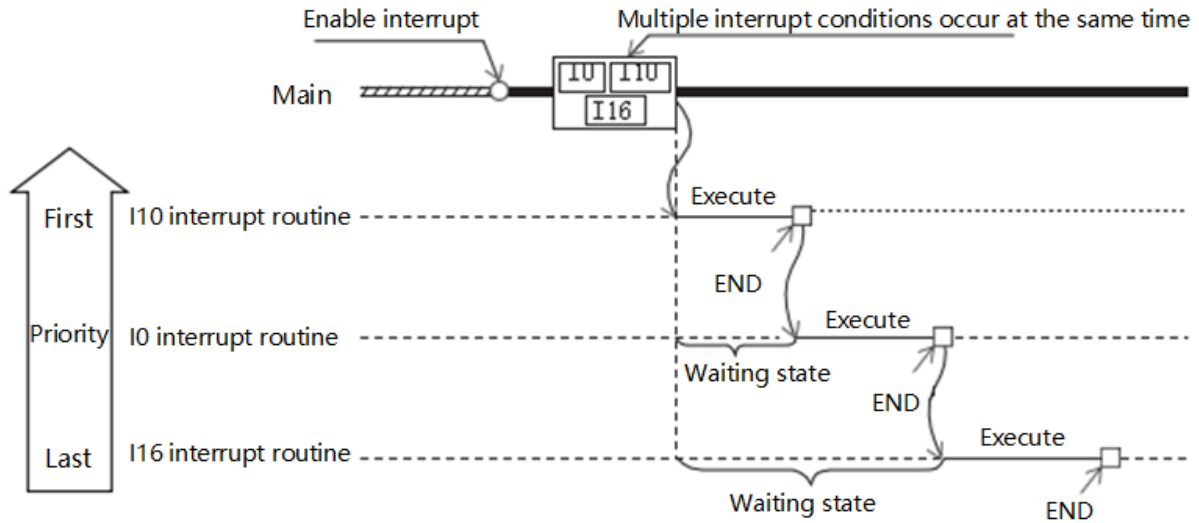 Enable interrupt
Multiple interrupt conditions occur at the same time
I0 I10
Main
I16
Execute
First
I10 interrupt routine
END
Execute
Priority
I0 interrupt routine
Waiting state
END
Execute
Last
I16 interrupt routine
Waiting state
END